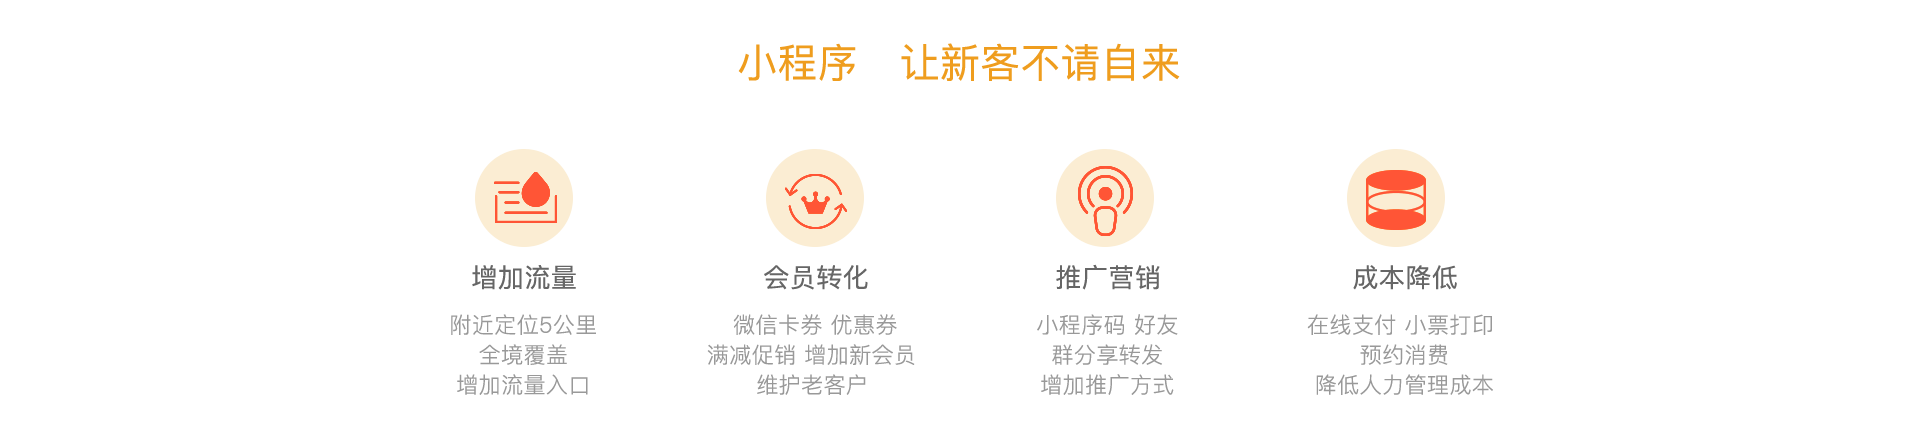 小程序 让新客不请自来
增加流量
附近定位5公里
全境覆盖
增加流量入口
会员转化
微信卡券 优惠券
满减促销 增加新会员
维护老客户
推广营销
小程序码 好友
群分享转发
增加推广方式
成本降低
在线支付 小票打印
预约消费
降低人力管理成本